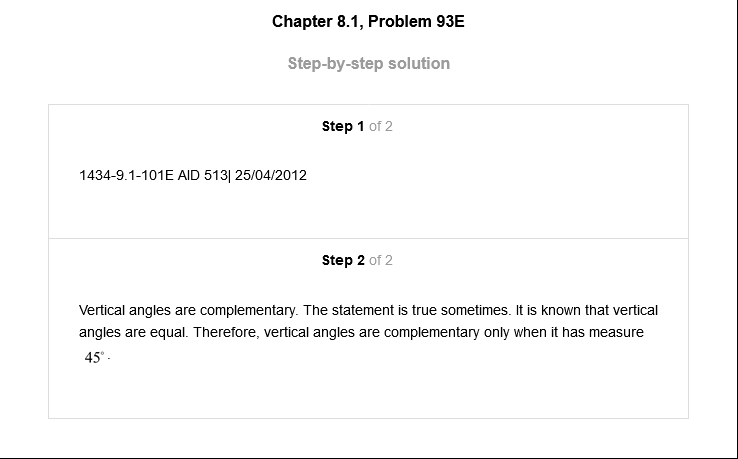 Chapter 8.1, Problem 93E
Step-by-step solution
Step 1 of 2
1434-9.1-101E AID 513| 25/04/2012
Step 2 of 2
Vertical angles are complementary. The statement is true sometimes. It is known that vertical
angles are equal. Therefore, vertical angles are complementary only when it has measure
45°.